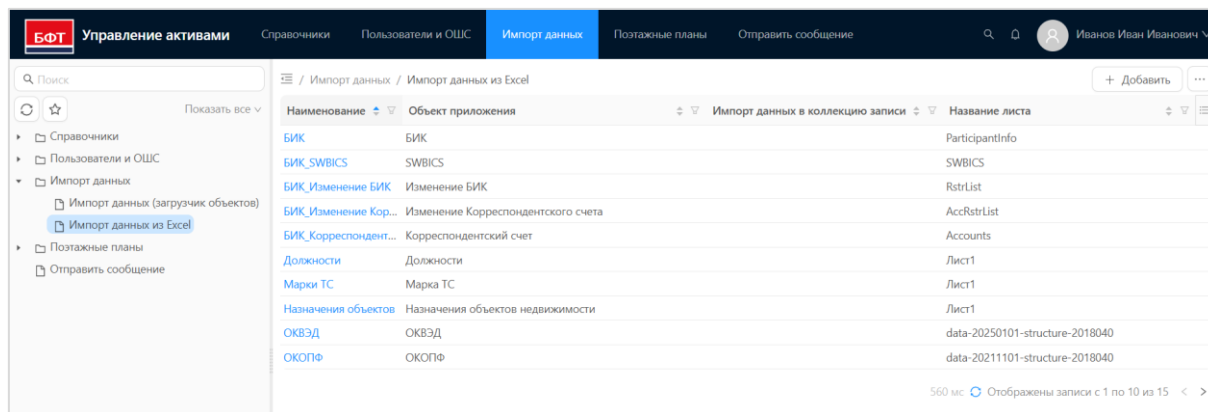 БФТ Управление активами Справочники Пользователи и ОШС Импорт данных Поэтажные планы Отправить сообщение Иванов Иван Иванович
Поиск / Импорт данных / Импорт данных из Excel + Добавить ...
Показать все Наименование Объект приложения Импорт данных в коллекцию записи Название листа
Справочники БИК БИК ParticipantInfo
Пользователи и ОШС БИК_SWBICS SWBICS SWBICS
Импорт данных БИК_Изменение БИК Изменение БИК RstrList
Импорт данных (загрузчик объектов) БИК_Изменение Кор... Изменение Корреспондентского счета AccRstrList
Импорт данных из Excel БИК_Корреспондент... Корреспондентский счет Accounts
Поэтажные планы Должности Должности Лист1
Отправить сообщение Марки ТС Марка ТС Лист1
Назначения объектов Назначения объектов недвижимости Лист1
ОКВЭД ОКВЭД data-20250101-structure-2018040
ОКОПФ ОКОПФ data-20211101-structure-2018040
560 мс Отображены записи с 1 по 10 из 15 < >